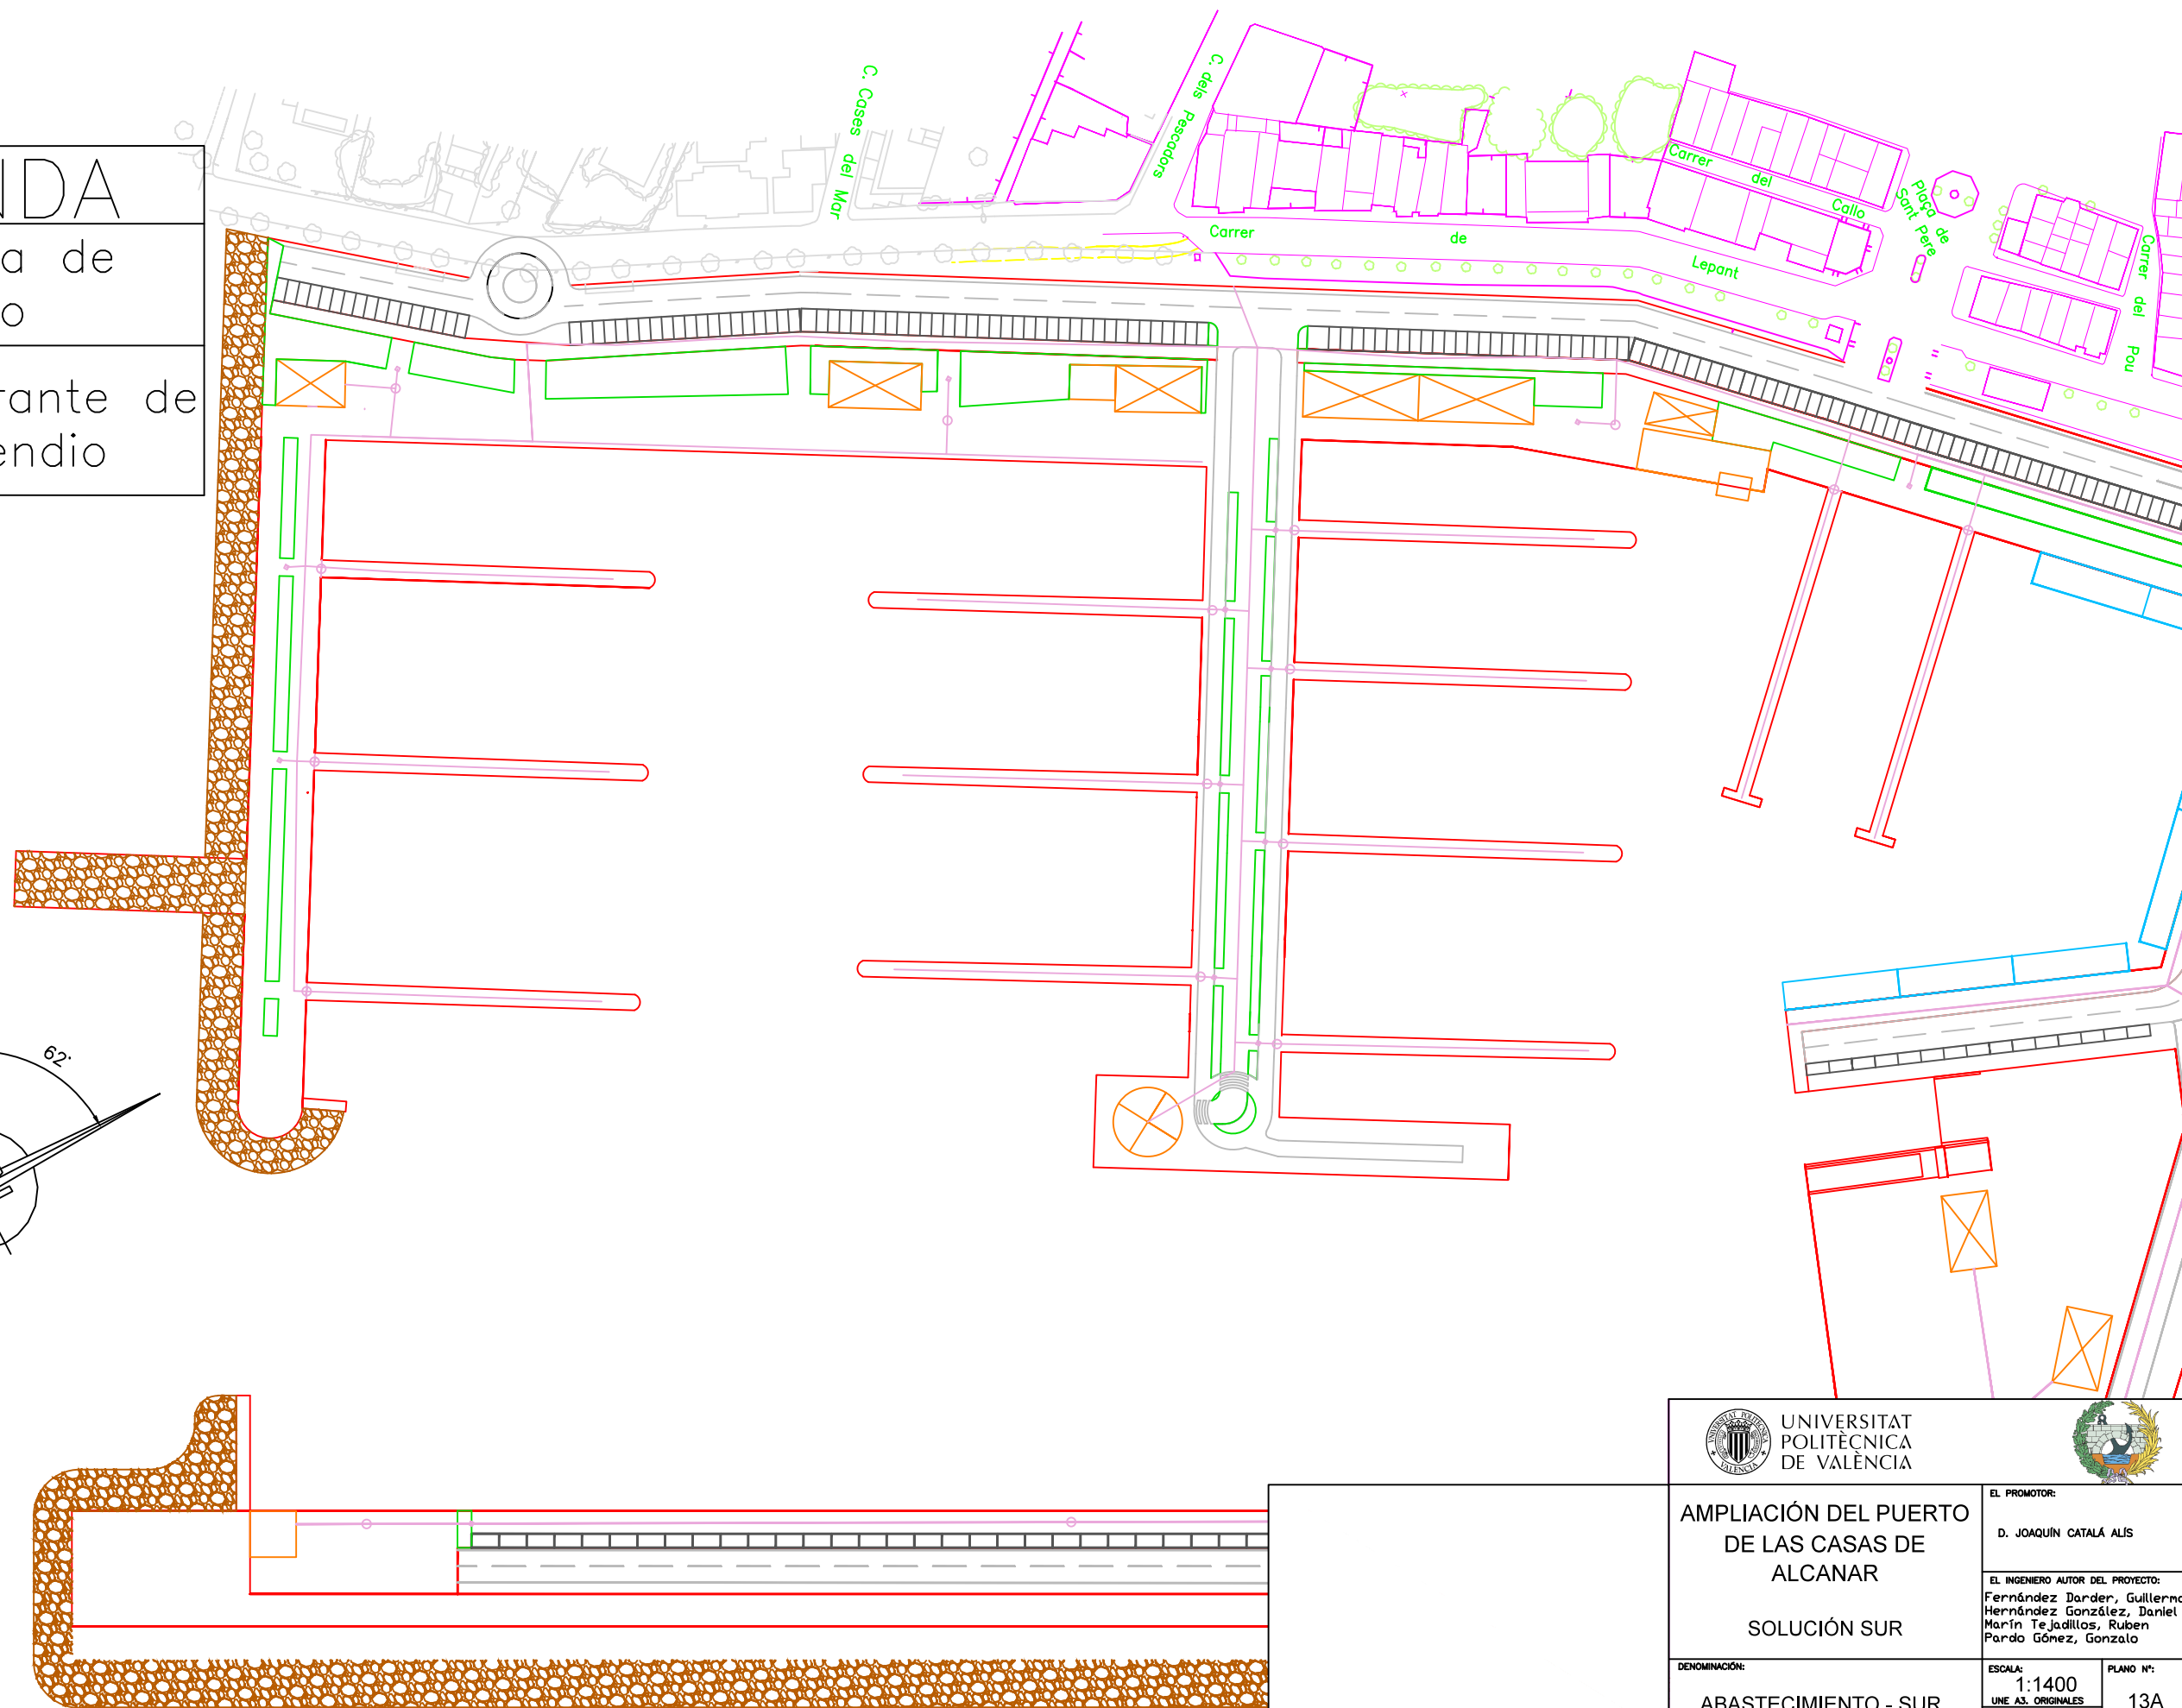 NDA
a de
o
rante de
endio
62°
C. Cases del Mar
C. dels Pescadors
Carrer de Lepant
Carrer del Callo
Plaça de
Sant Pere
Carrer del Pou
UNIVERSITAT
POLITÈCNICA
DE VALÈNCIA
AMPLIACIÓN DEL PUERTO
DE LAS CASAS DE
ALCANAR
SOLUCIÓN SUR
EL PROMOTOR:
D. JOAQUÍN CATALÁ ALÍS
EL INGENIERO AUTOR DEL PROYECTO:
Fernández Darder, Guillermo
Hernández González, Daniel
Marín Tejadillos, Ruben
Pardo Gómez, Gonzalo
DENOMINACIÓN:
ABASTECIMIENTO - SUR
ESCALA:
1:1400
UNE A3. ORIGINALES
PLANO Nº:
13A